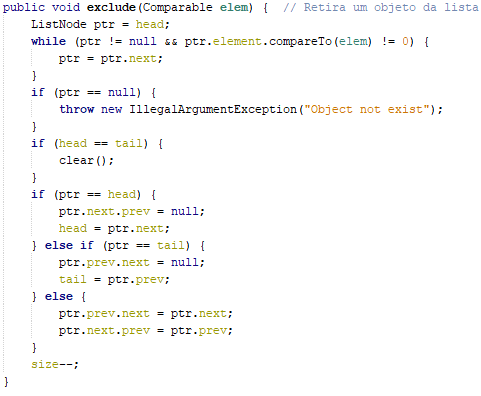 public void exclude(Comparable elem) {  // Retira um objeto da lista
    ListNode ptr = head;
    while (ptr != null && ptr.element.compareTo(elem) != 0) {
        ptr = ptr.next;
    }
    if (ptr == null) {
        throw new IllegalArgumentException("Object not exist");
    }
    if (head == tail) {
        clear();
    }
    if (ptr == head) {
        ptr.next.prev = null;
        head = ptr.next;
    } else if (ptr == tail) {
        ptr.prev.next = null;
        tail = ptr.prev;
    } else {
        ptr.prev.next = ptr.next;
        ptr.next.prev = ptr.prev;
    }
    size--;
}